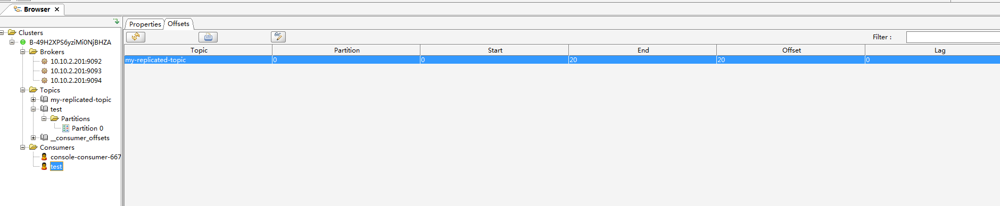 Browser
Clusters
B-49H2XPS6yziMi0NjBHZA
Brokers
10.10.2.201:9092
10.10.2.201:9093
10.10.2.201:9094
Topics
my-replicated-topic
test
Partitions
Partition 0
__consumer_offsets
Consumers
console-consumer-667
test
Properties Offsets
Filter :
Topic Partition Start End Offset Lag
my-replicated-topic 0 0 20 20 0